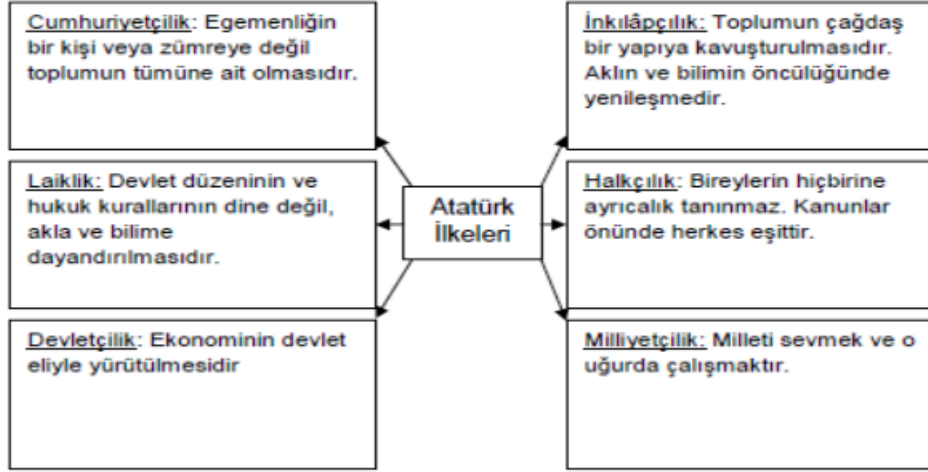 Cumhuriyetçilik: Egemenliğin
bir kişi veya zümreye değil
toplumun tümüne ait olmasıdır.
İnkılâpçılık: Toplumun çağdaş
bir yapıya kavuşturulmasıdır.
Aklın ve bilimin öncülüğünde
yenileşmedir.
Laiklik: Devlet düzeninin ve
hukuk kurallarının dine değil,
akla ve bilime
dayandırılmasıdır.
Atatürk
İlkeleri
Halkçılık: Bireylerin hiçbirine
ayrıcalık tanınmaz. Kanunlar
önünde herkes eşittir.
Devletçilik: Ekonominin devlet
eliyle yürütülmesidir
Milliyetçilik: Milleti sevmek ve o
uğurda çalışmaktır.